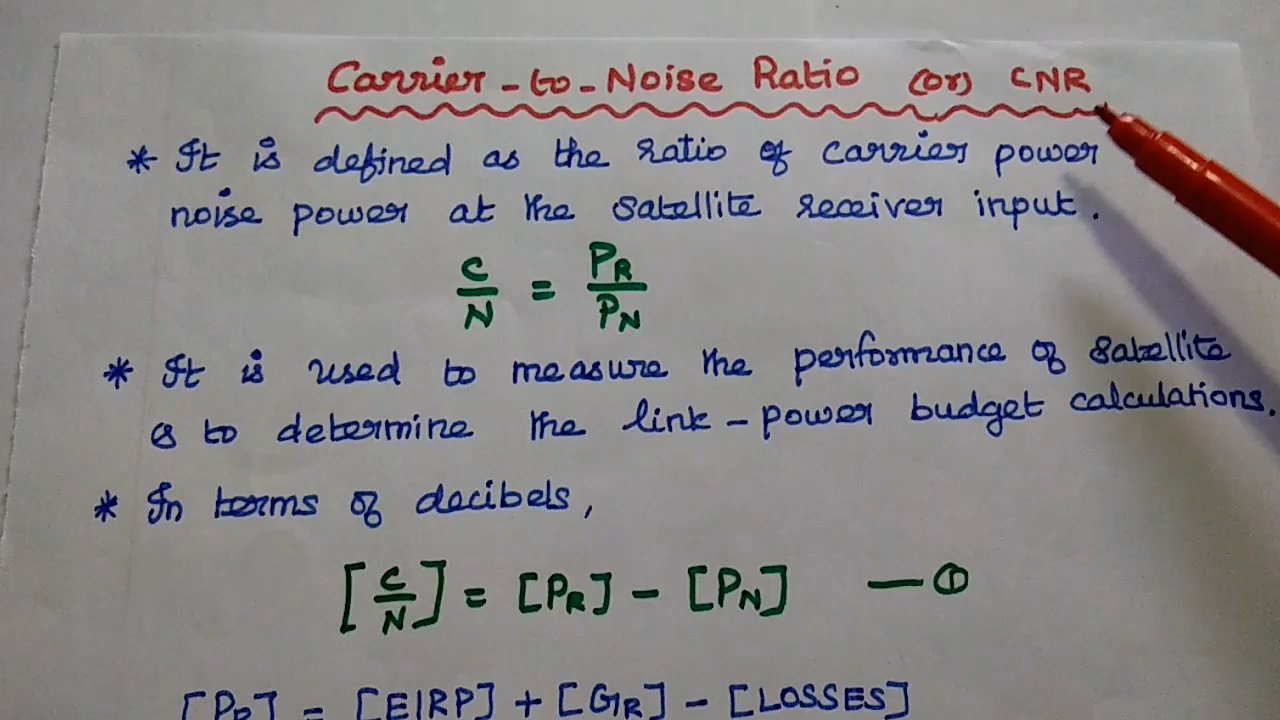 Carrier-to-Noise Ratio (or) CNR
* It is defined as the ratio of carrier power
noise power at the satellite receiver input.
C/N = PR/PN
* It is used to measure the performance of satellite
& to determine the link-power budget calculations.
* In terms of decibels,
[C/N] = [PR] - [PN] — ①
[PR] = [EIRP] + [GR] - [LOSSES]